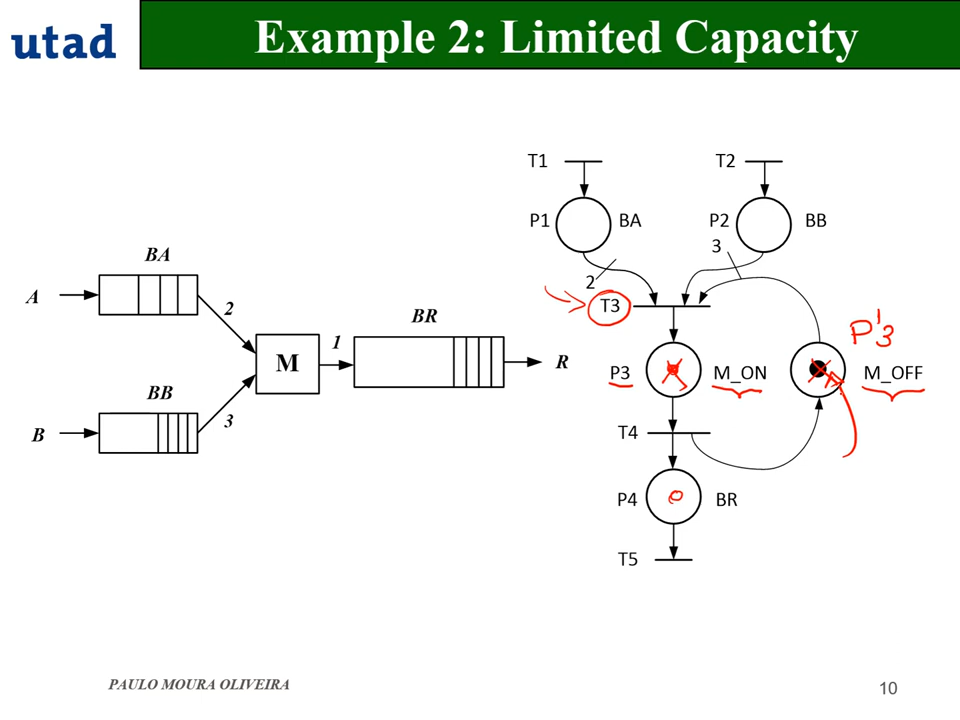 utad
Example 2: Limited Capacity
T1
T2
P1
BA
P2
BB
3
2
T3
P'3
P3
M_ON
M_OFF
T4
P4
BR
T5
BA
A
2
BR
M
1
R
BB
B
3
PAULO MOURA OLIVEIRA
10